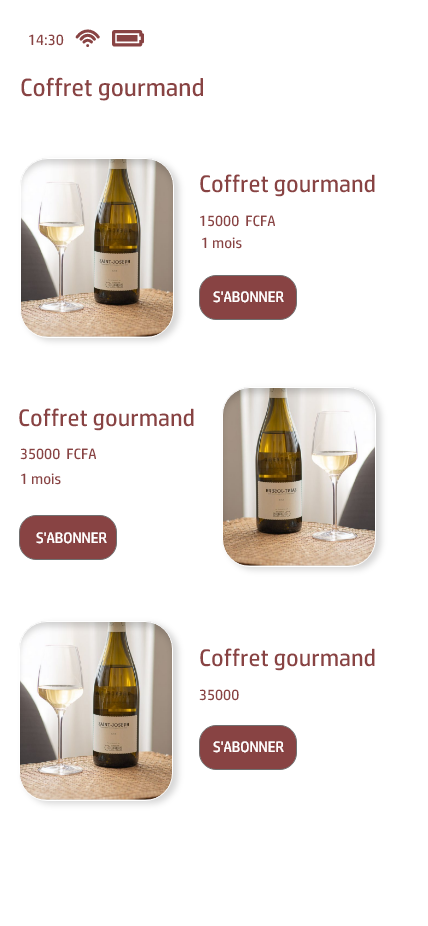 14:30
Coffret gourmand
Coffret gourmand
15000 FCFA
1 mois
S'ABONNER
SAINT-JOSEPH
Coffret gourmand
35000 FCFA
1 mois
S'ABONNER
Coffret gourmand
35000
S'ABONNER
SAINT-JOSEPH